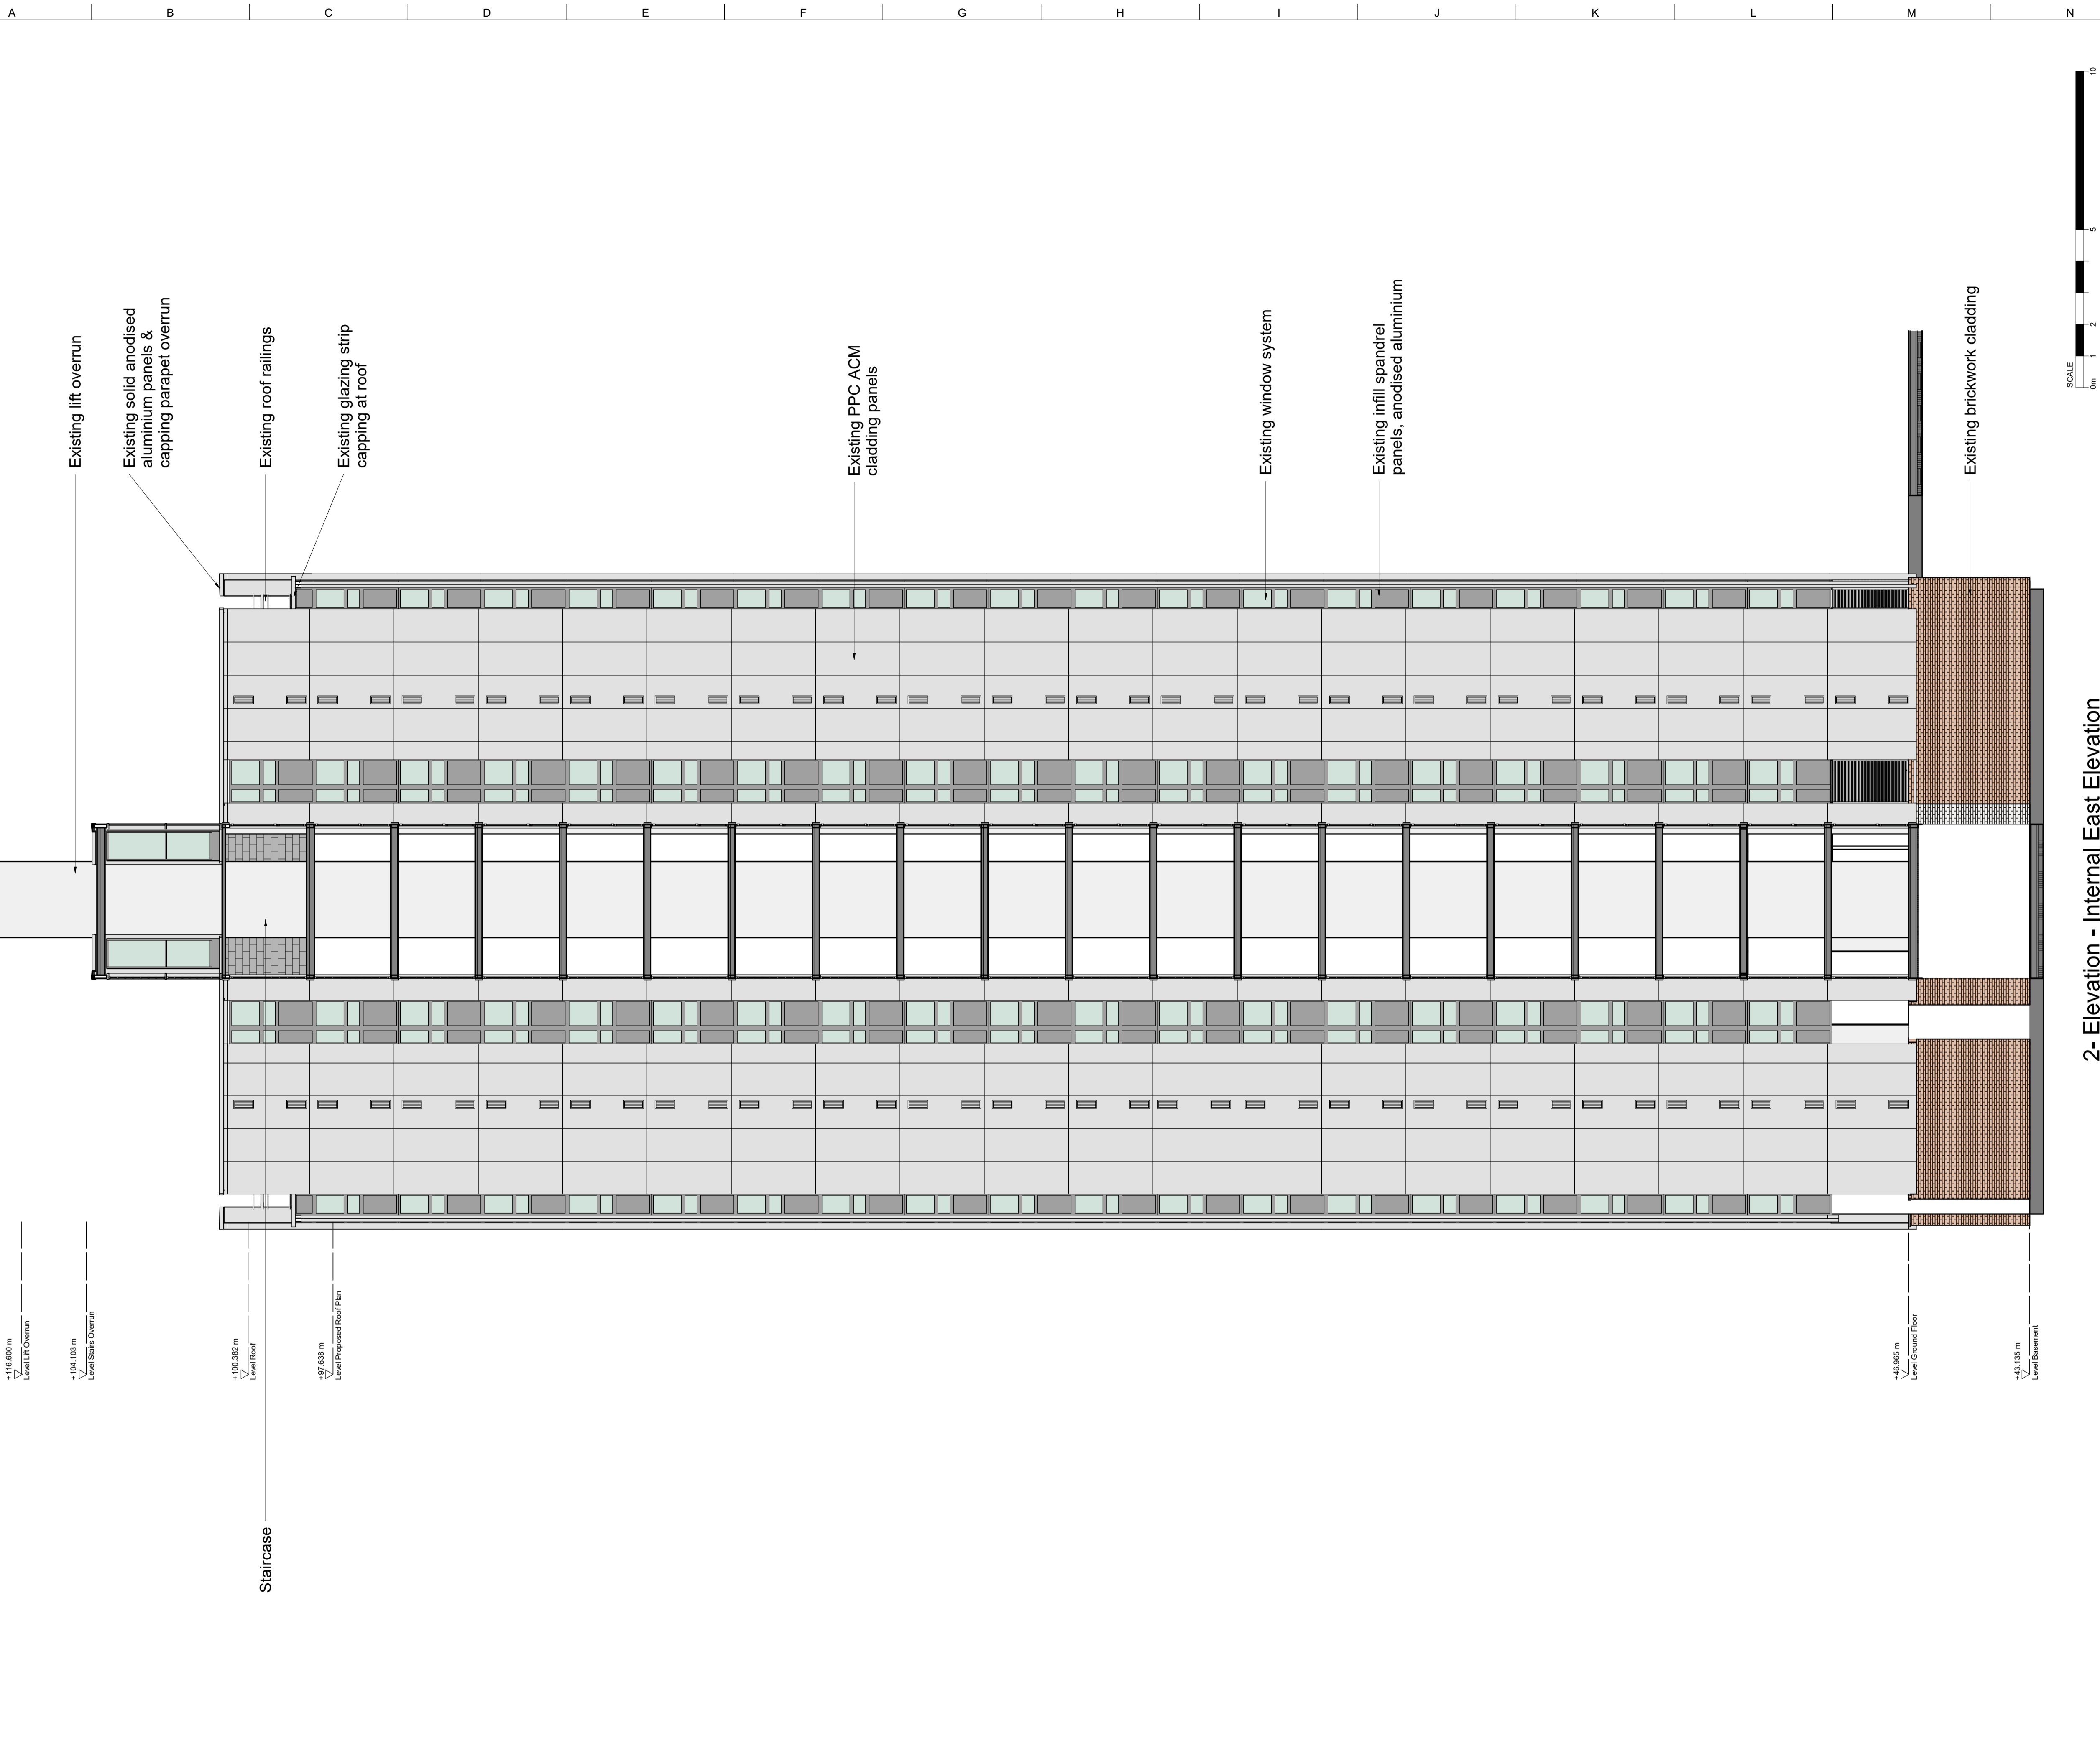 A
B
C
D
E
F
G
H
I
J
K
L
M
N
Existing lift overrun
Existing solid anodised
aluminium panels &
capping parapet overrun
Existing roof railings
Existing glazing strip
capping at roof
Existing PPC ACM
cladding panels
Existing window system
Existing infill spandrel
panels, anodised aluminium
Existing brickwork cladding
Staircase
+116.600 m
Level Lift Overrun
+104.103 m
Level Stairs Overrun
+100.382 m
Level Roof
+97.638 m
Level Proposed Roof Plan
+46.965 m
Level Ground Floor
+43.135 m
Level Basement
SCALE
0m 1 2 5 10
2- Elevation - Internal East Elevation